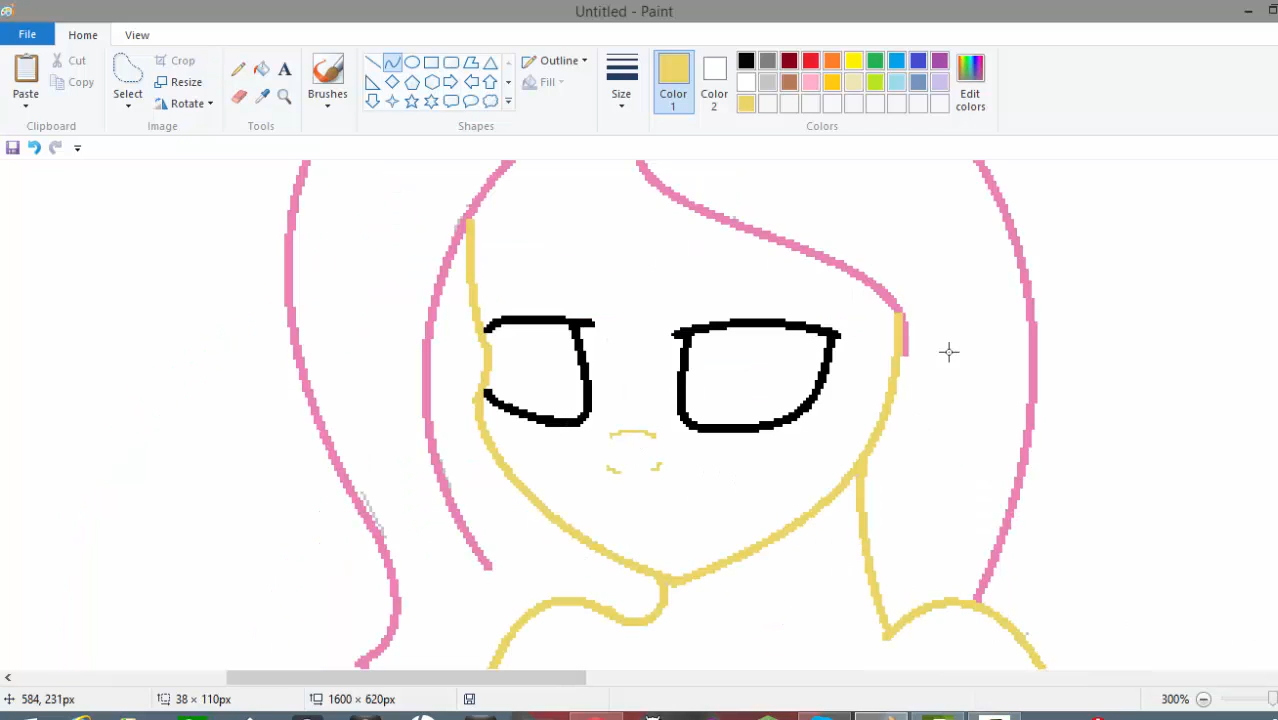 Untitled - Paint
File Home View
Cut
Copy
Paste
Clipboard
Crop
Resize
Rotate
Select
Image
Tools
Brushes
Outline
Fill
Shapes
Size
Color 1
Color 2
Edit colors
Colors
584, 231px 38 × 110px 1600 × 620px 300%